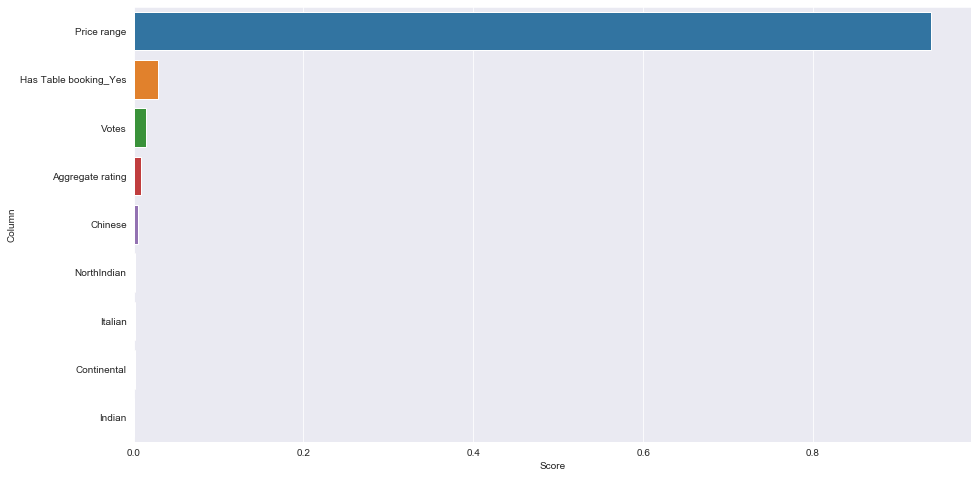 Price range
Has Table booking_Yes
Votes
Aggregate rating
Chinese
NorthIndian
Italian
Continental
Indian
Column
0.0 0.2 0.4 0.6 0.8
Score